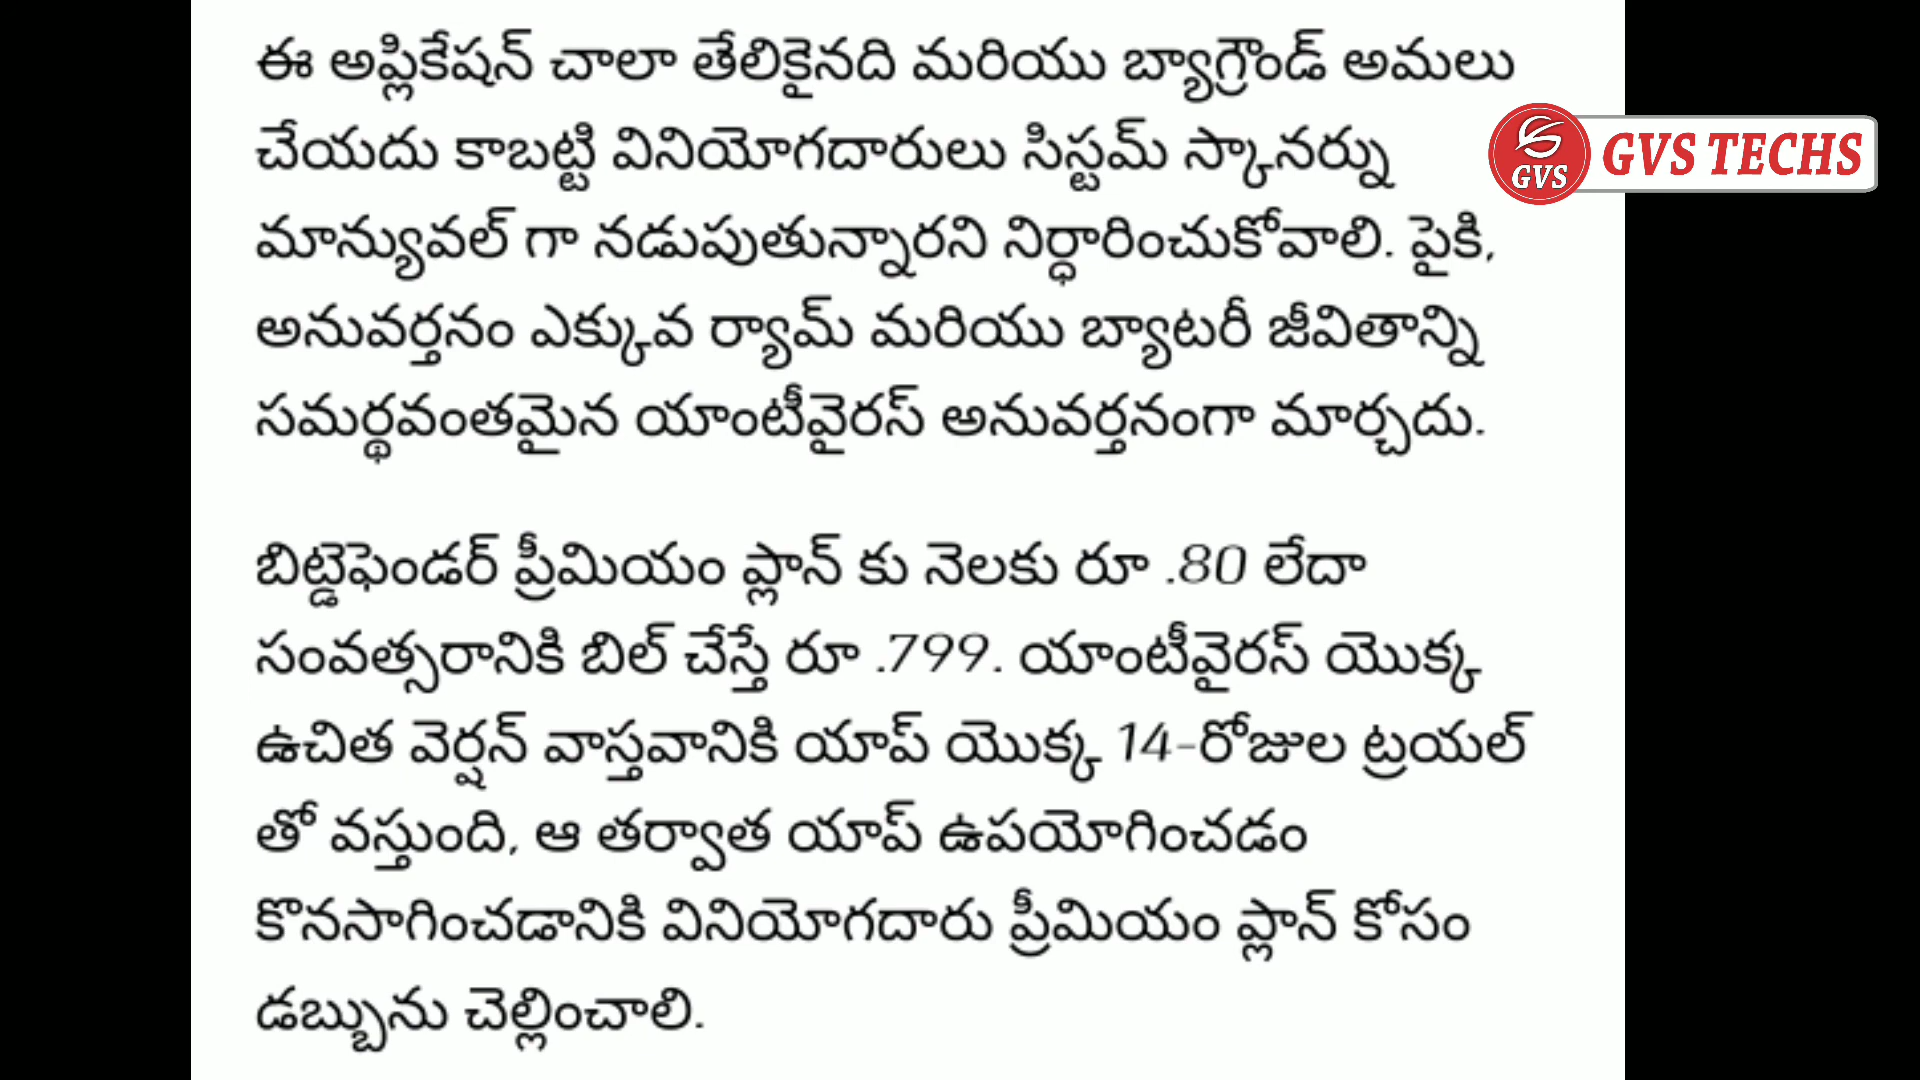 ఈ అప్లికేషన్ చాలా తేలికైనది మరియు బ్యాగ్రౌండ్ అమలు
చేయదు కాబట్టి వినియోగదారులు సిస్టమ్ స్కానర్ను
మాన్యువల్ గా నడుపుతున్నారని నిర్ధారించుకోవాలి. పైకి,
అనువర్తనం ఎక్కువ ర్యామ్ మరియు బ్యాటరీ జీవితాన్ని
సమర్థవంతమైన యాంటీవైరస్ అనువర్తనంగా మార్చదు.
బిట్డెఫెండర్ ప్రీమియం ప్లాన్ కు నెలకు రూ .80 లేదా
సంవత్సరానికి బిల్ చేస్తే రూ .799. యాంటీవైరస్ యొక్క
ఉచిత వెర్షన్ వాస్తవానికి యాప్ యొక్క 14-రోజుల ట్రయల్
తో వస్తుంది, ఆ తర్వాత యాప్ ఉపయోగించడం
కొనసాగించడానికి వినియోగదారు ప్రీమియం ప్లాన్ కోసం
డబ్బును చెల్లించాలి.
GVS GVS TECHS